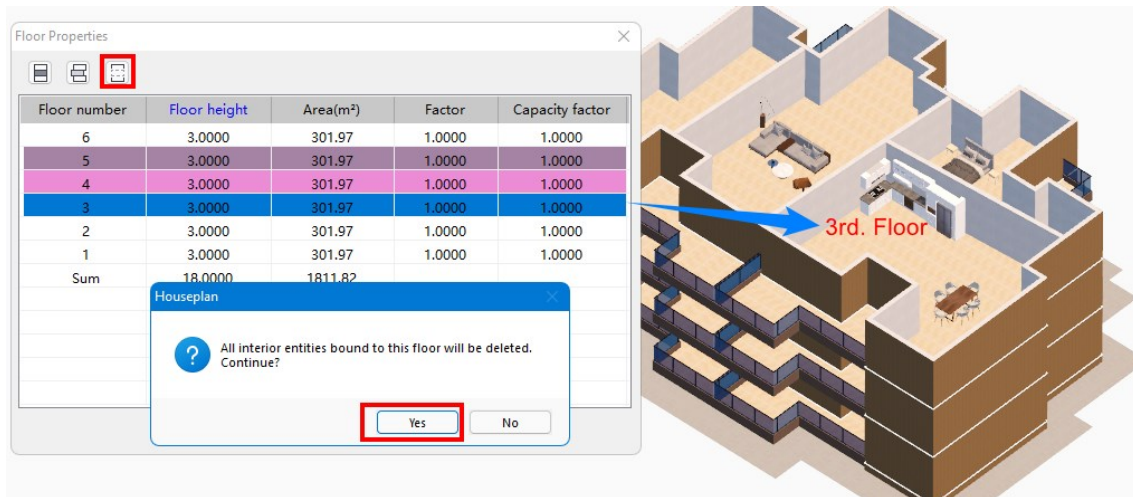 Floor Properties
Floor number Floor height Area(m²) Factor Capacity factor
6 3.0000 301.97 1.0000 1.0000
5 3.0000 301.97 1.0000 1.0000
4 3.0000 301.97 1.0000 1.0000
3 3.0000 301.97 1.0000 1.0000
2 3.0000 301.97 1.0000 1.0000
1 3.0000 301.97 1.0000 1.0000
Sum 18.0000 1811.82
Houseplan
All interior entities bound to this floor will be deleted.
Continue?
Yes No
3rd. Floor